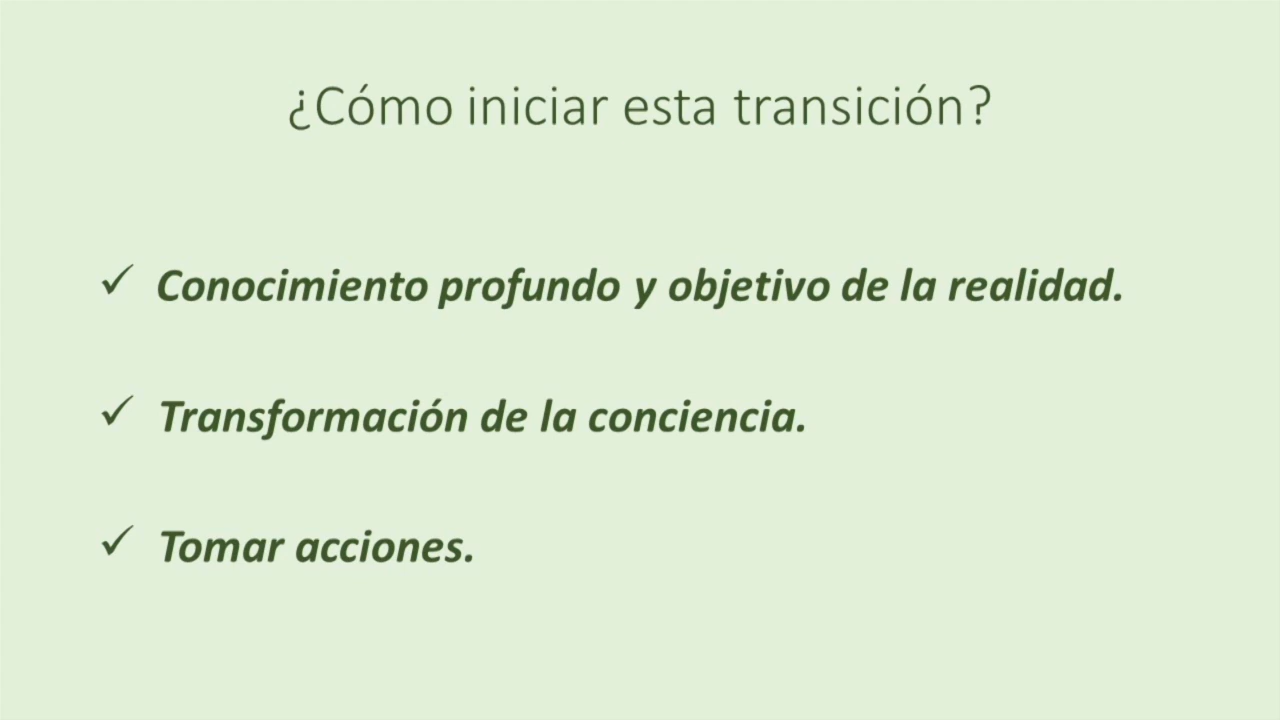 ¿Cómo iniciar esta transición?
✓ Conocimiento profundo y objetivo de la realidad.
✓ Transformación de la conciencia.
✓ Tomar acciones.